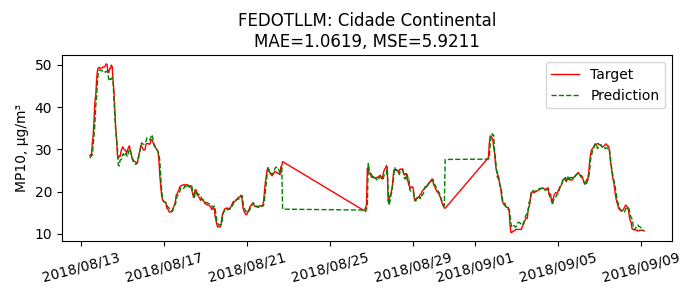 FEDOTLLM: Cidade Continental
MAE=1.0619, MSE=5.9211
MP10, μg/m³
50
40
30
20
10
Target
Prediction
2018/08/13
2018/08/17
2018/08/21
2018/08/25
2018/08/29
2018/09/01
2018/09/05
2018/09/09